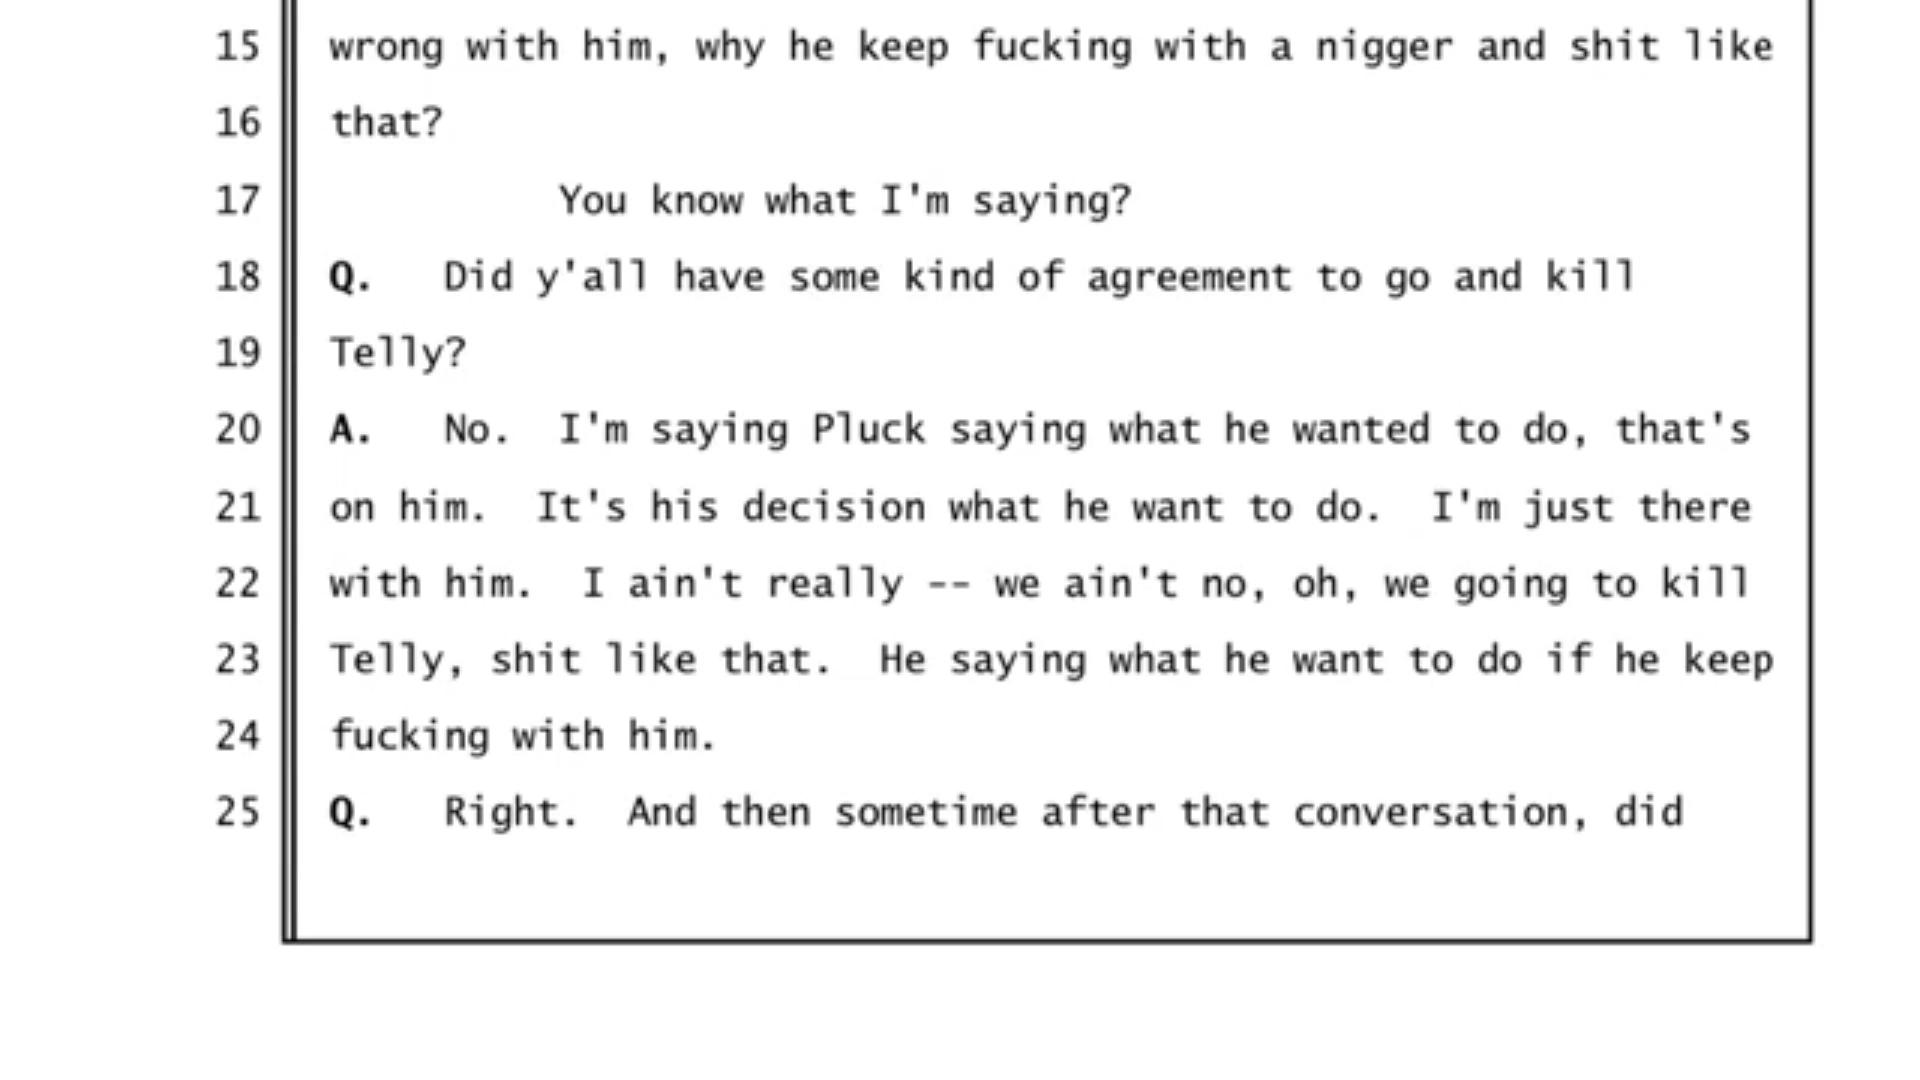 15 wrong with him, why he keep fucking with a nigger and shit like
16 that?
17 You know what I'm saying?
18 Q. Did y'all have some kind of agreement to go and kill
19 Telly?
20 A. No. I'm saying Pluck saying what he wanted to do, that's
21 on him. It's his decision what he want to do. I'm just there
22 with him. I ain't really -- we ain't no, oh, we going to kill
23 Telly, shit like that. He saying what he want to do if he keep
24 fucking with him.
25 Q. Right. And then sometime after that conversation, did